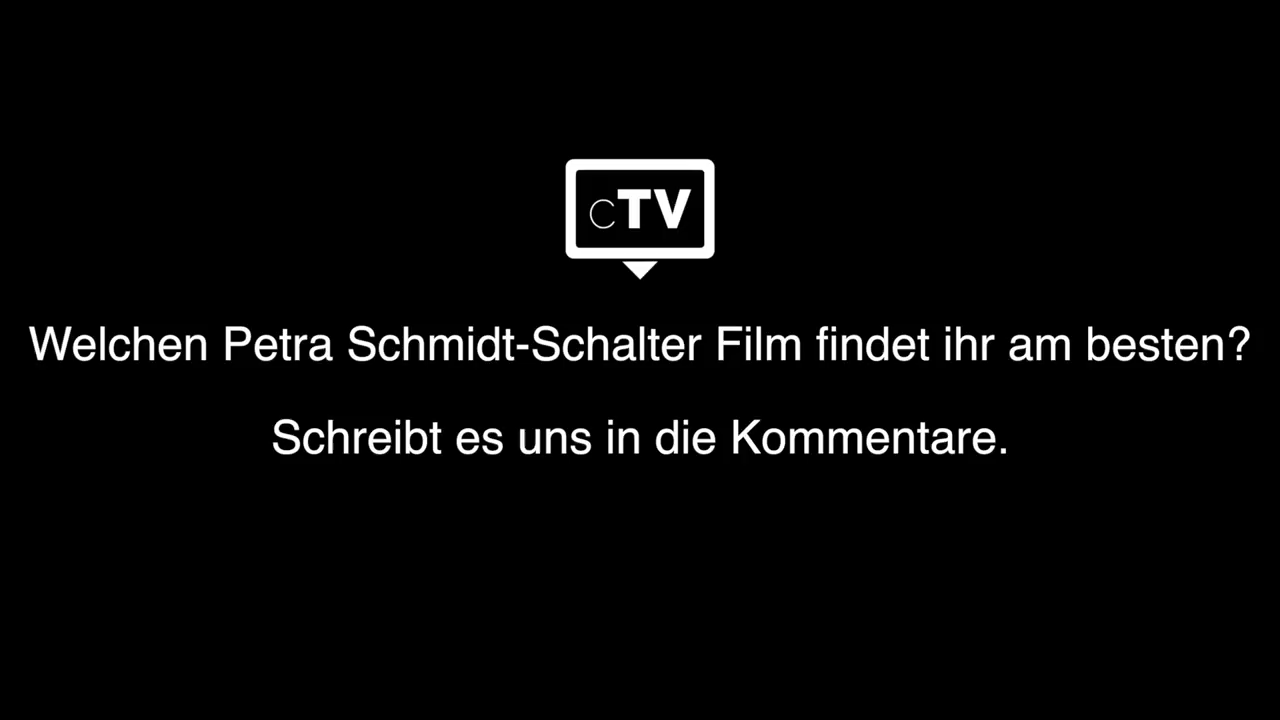 cTV
Welchen Petra Schmidt-Schalter Film findet ihr am besten?
Schreibt es uns in die Kommentare.